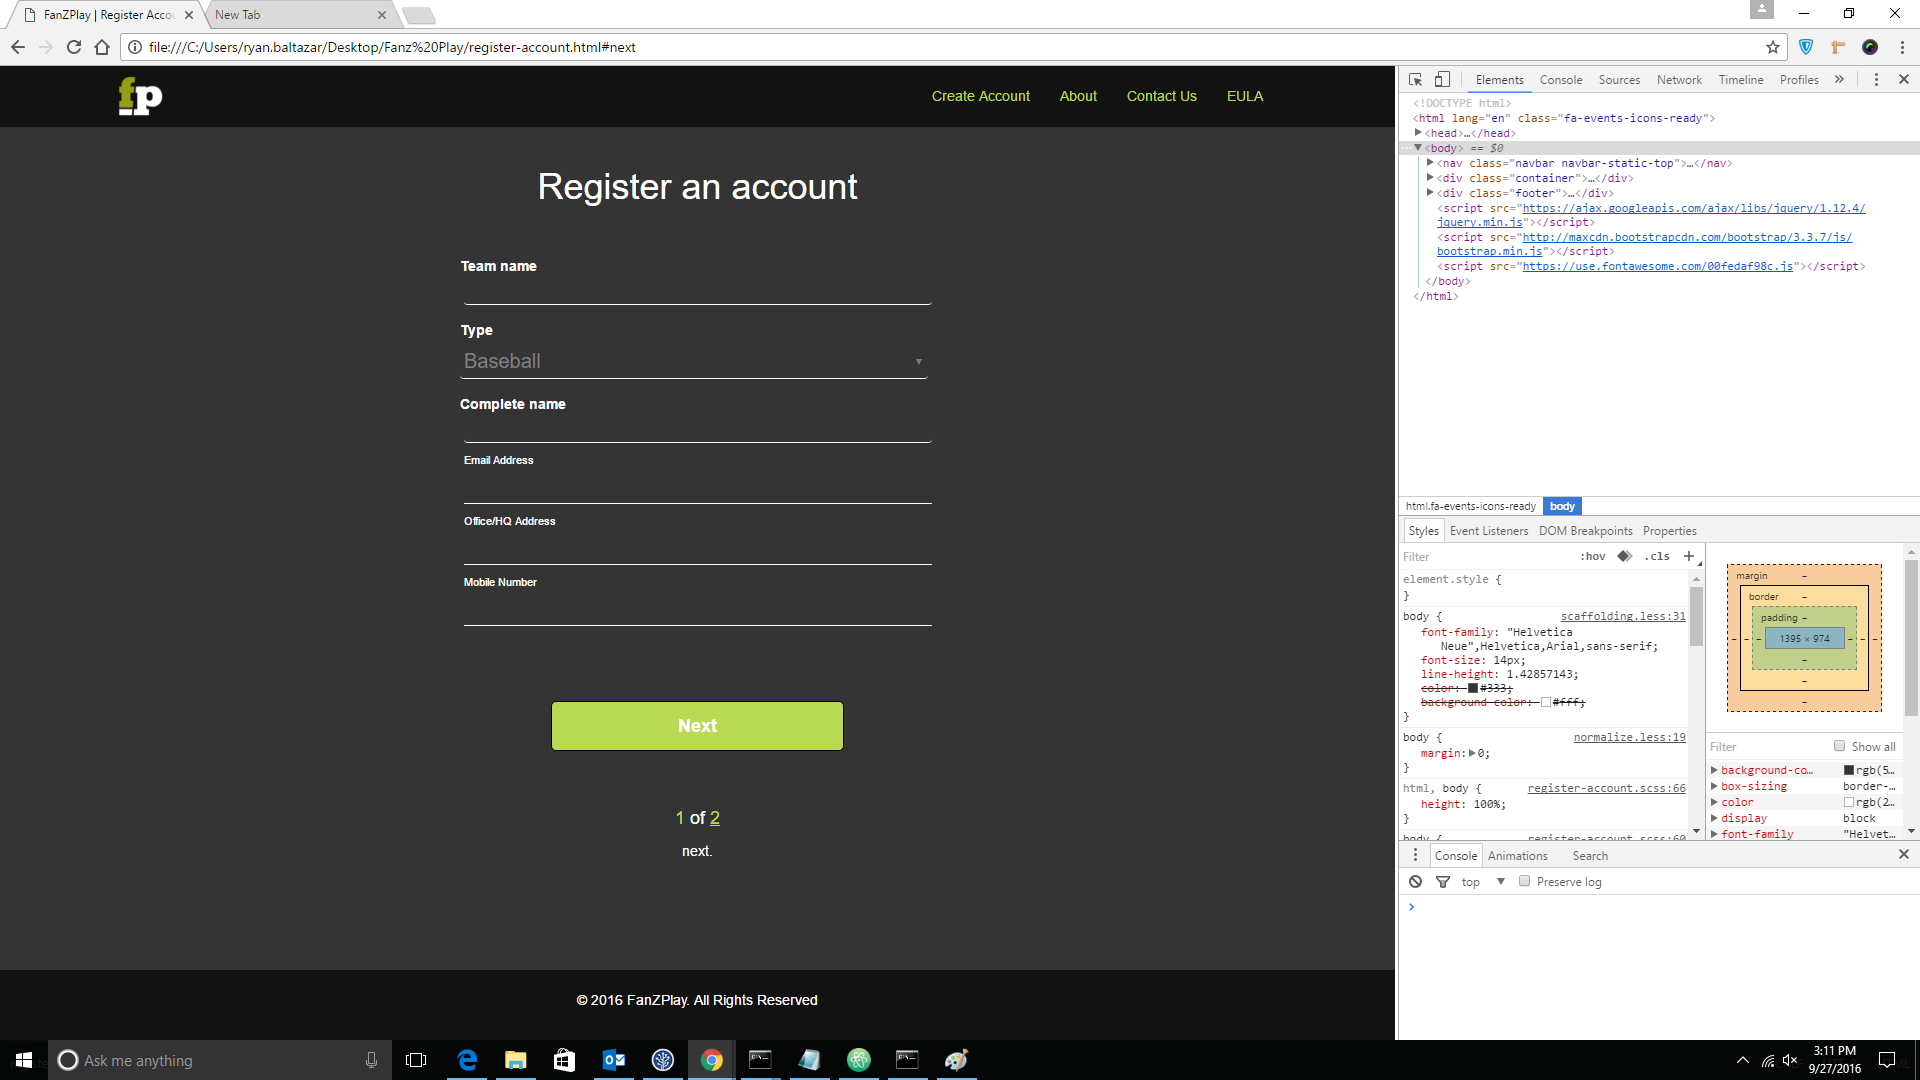 FanZPlay | Register Accou
New Tab
file:///C:/Users/ryan.baltazar/Desktop/Fanz%20Play/register-account.html#next
fp
Create Account
About
Contact Us
EULA
Register an account
Team name
Type
Baseball
Complete name
Email Address
Office/HQ Address
Mobile Number
Next
1 of 2
next.
© 2016 FanZPlay. All Rights Reserved
Elements
Console
Sources
Network
Timeline
Profiles
»
<!DOCTYPE html>
<html lang="en" class="fa-events-icons-ready">
<head>…</head>
<body> == $0
<nav class="navbar navbar-static-top">…</nav>
<div class="container">…</div>
<div class="footer">…</div>
<script src="https://ajax.googleapis.com/ajax/libs/jquery/1.12.4/
jquery.min.js"></script>
<script src="http://maxcdn.bootstrapcdn.com/bootstrap/3.3.7/js/
bootstrap.min.js"></script>
<script src="https://use.fontawesome.com/00fedaf98c.js"></script>
</body>
</html>
html.fa-events-icons-ready
body
Styles
Event Listeners
DOM Breakpoints
Properties
Filter
:hov
.cls
+
element.style {
}
body {
scaffolding.less:31
font-family: "Helvetica
Neue",Helvetica,Arial,sans-serif;
font-size: 14px;
line-height: 1.42857143;
color: #333;
background-color: #fff;
}
body {
normalize.less:19
margin: 0;
}
html, body {
register-account.scss:66
height: 100%;
}
body {
register-account.scss:60
margin
–
border
–
padding
–
1395 × 974
Filter
Show all
background-co…
rgb(5…
box-sizing
border-…
color
rgb(2…
display
block
font-family
"Helvet…
Console
Animations
Search
top
Preserve log
Ask me anything
3:11 PM
9/27/2016